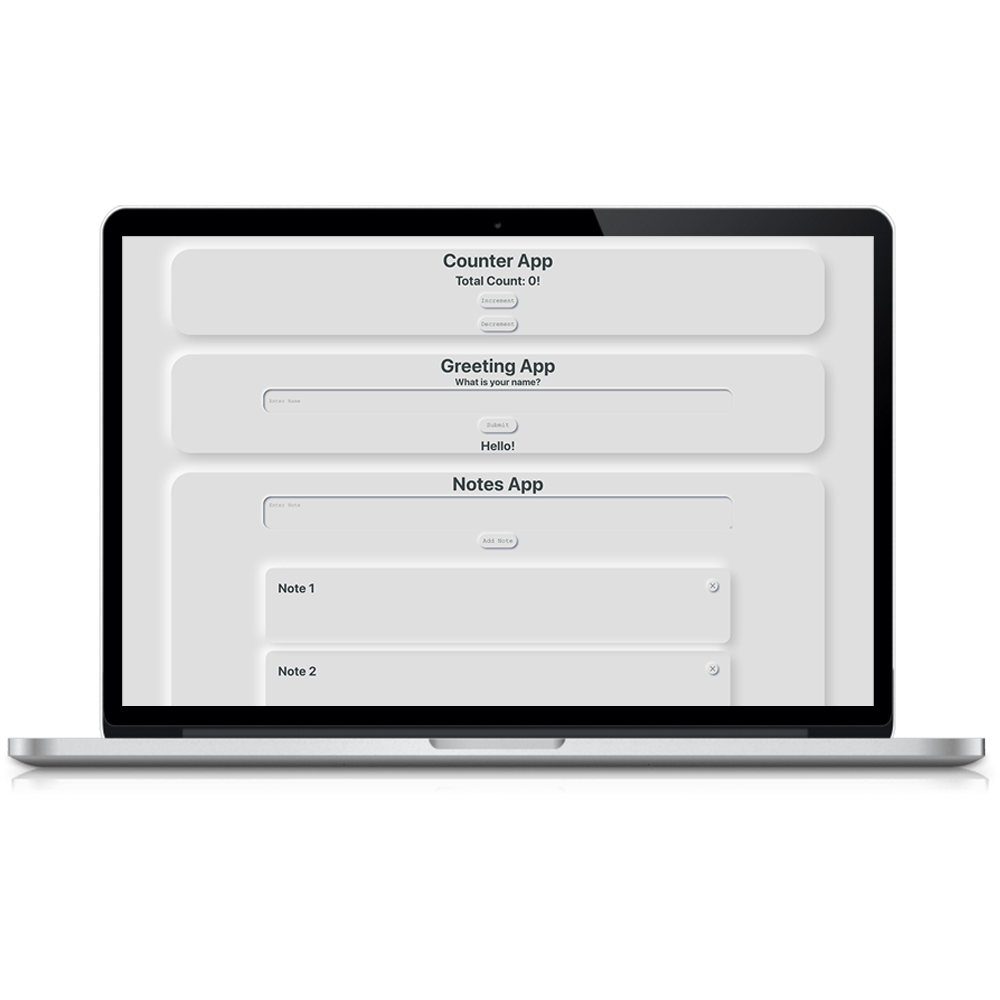 Counter App
Total Count: 0!
Increment
Decrement
Greeting App
What is your name?
Enter Name
Submit
Hello!
Notes App
Enter Note
Add Note
Note 1
Note 2